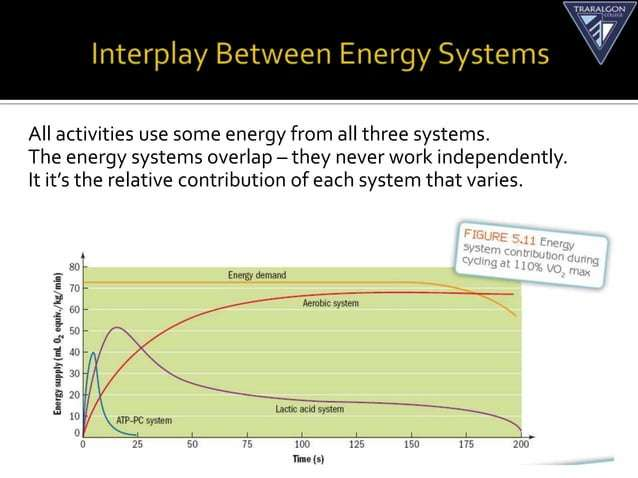 TRARALGON
COLLEGE
Interplay Between Energy Systems
All activities use some energy from all three systems.
The energy systems overlap – they never work independently.
It it’s the relative contribution of each system that varies.
FIGURE 5.11 Energy
system contribution during
cycling at 110% VO2 max
Energy supply (mL O2 equiv./kg/min)
80
70
60
50
40
30
20
10
0
Energy demand
Aerobic system
Lactic acid system
ATP–PC system
0 25 50 75 100 125 150 175 200
Time (s)